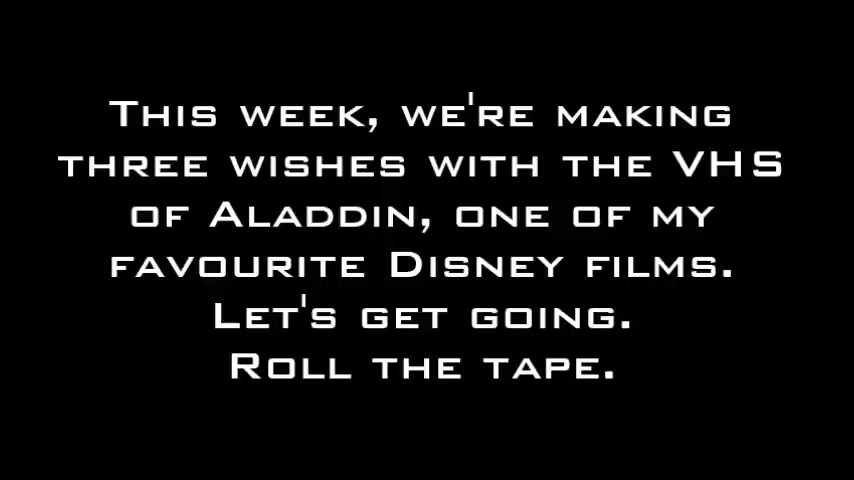 This week, we're making
three wishes with the VHS
of Aladdin, one of my
favourite Disney films.
Let's get going.
Roll the tape.